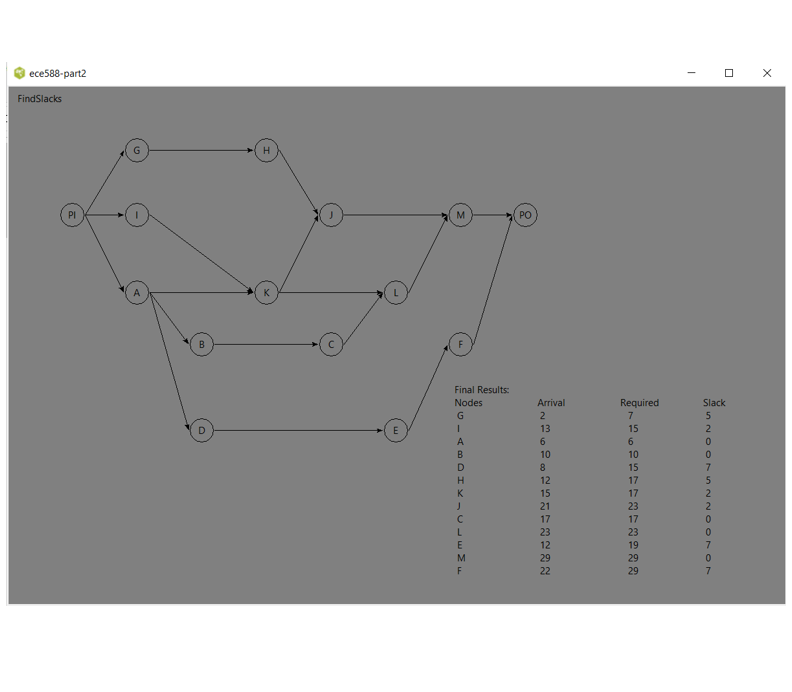 ece588-part2
FindSlacks
G H
PI I J M PO
A K L
B C F
D E
Final Results:
Nodes Arrival Required Slack
G 2 7 5
I 13 15 2
A 6 6 0
B 10 10 0
D 8 15 7
H 12 17 5
K 15 17 2
J 21 23 2
C 17 17 0
L 23 23 0
E 12 19 7
M 29 29 0
F 22 29 7